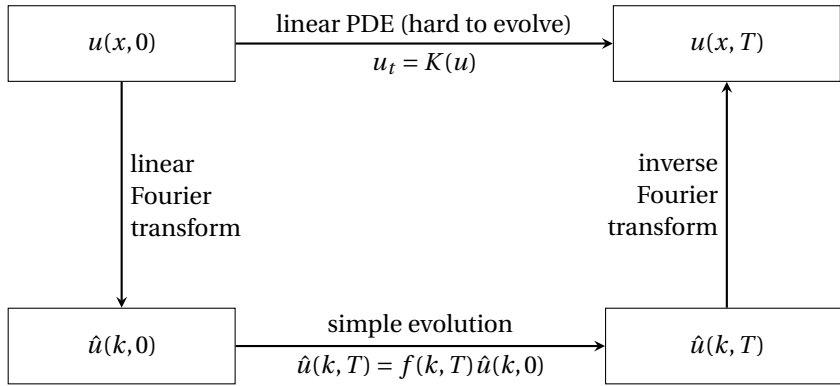 u(x,0)
linear PDE (hard to evolve)
u_t = K(u)
u(x,T)
linear
Fourier
transform
inverse
Fourier
transform
û(k,0)
simple evolution
û(k,T) = f(k,T)û(k,0)
û(k,T)